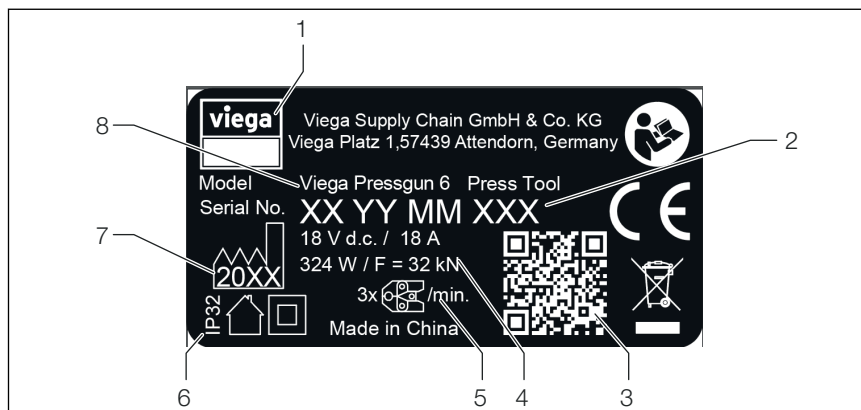 1
viega
Viega Supply Chain GmbH & Co. KG
Viega Platz 1,57439 Attendorn, Germany
8
2
Model Viega Pressgun 6 Press Tool
Serial No. XX YY MM XXX
CE
7
18 V d.c. / 18 A
20XX
324 W / F = 32 kN
3x /min.
IP32
Made in China
6
5
4
3